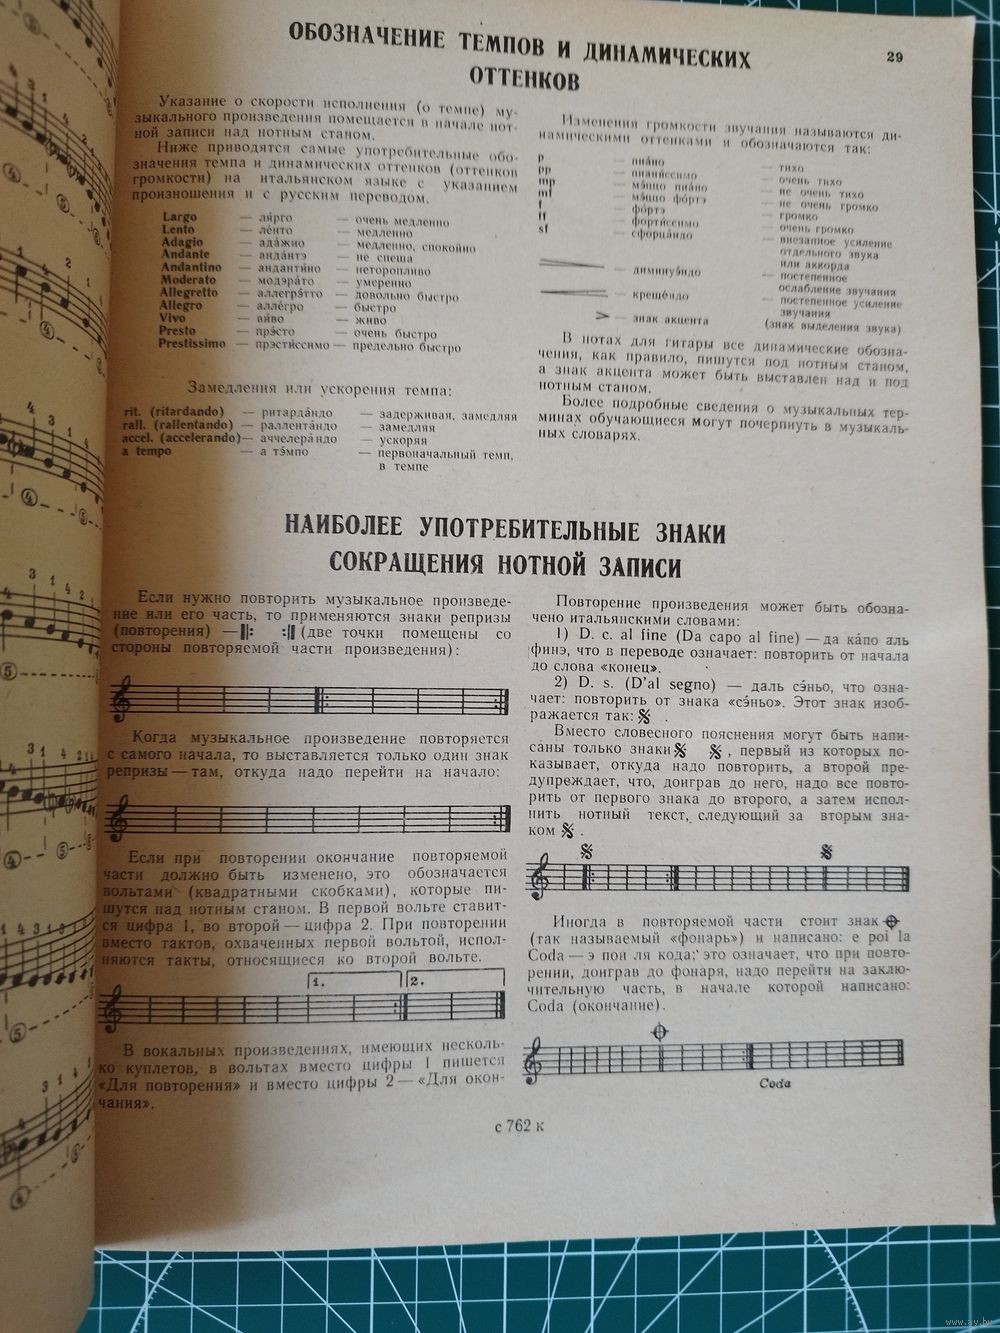 29
ОБОЗНАЧЕНИЕ ТЕМПОВ И ДИНАМИЧЕСКИХ
ОТТЕНКОВ
Указание о скорости исполнения (о темпе) му-
зыкального произведения помещается в начале нот-
ной записи над нотным станом.
Ниже приводятся самые употребительные обо-
значения темпа и динамических оттенков (оттенков
громкости) на итальянском языке с указанием
произношения и с русским переводом.
Largo — ля́рго — очень медленно
Lento — ле́нто — медленно
Adagio — ада́жио — медленно, спокойно
Andante — анда́нтэ — не спеша
Andantino — андантѝно — неторопливо
Moderato — модэра́то — умеренно
Allegretto — аллегрэ́тто — довольно быстро
Allegro — алле́гро — быстро
Vivo — ви́во — живо
Presto — прэ́сто — очень быстро
Prestissimo — прэсти́ссимо — предельно быстро
Замедления или ускорения темпа:
rit. (ritardando) — ритарда́ндо — задерживая, замедляя
rall. (rallentando) — раллента́ндо — замедляя
accel. (accelerando) — аччелера́ндо — ускоряя
a tempo — а тэ́мпо — первоначальный темп,
в темпе
Изменения громкости звучания называются ди-
намическими оттенками и обозначаются так:
p — пиа́но — тихо
pp — пиани́ссимо — очень тихо
mp — мэ́ццо пиа́но — не очень тихо
mf — мэ́ццо фо́ртэ — не очень громко
f — фо́ртэ — громко
ff — форти́ссимо — очень громко
sf — сфорца́ндо — внезапное усиление
отдельного звука
или аккорда
— диминуэ́ндо — постепенное
ослабление звучания
— креще́ндо — постепенное усиление
звучания
> — знак акцента (знак выделения звука)
В нотах для гитары все динамические обозна-
чения, как правило, пишутся под нотным станом,
а знак акцента может быть выставлен над и под
нотным станом.
Более подробные сведения о музыкальных тер-
минах обучающиеся могут почерпнуть в музыкаль-
ных словарях.
НАИБОЛЕЕ УПОТРЕБИТЕЛЬНЫЕ ЗНАКИ
СОКРАЩЕНИЯ НОТНОЙ ЗАПИСИ
Если нужно повторить музыкальное произведе-
ние или его часть, то применяются знаки репризы
(повторения) —‖: :‖ (две точки помещены со
стороны повторяемой части произведения):
Когда музыкальное произведение повторяется
с самого начала, то выставляется только один знак
репризы — там, откуда надо перейти на начало:
Если при повторении окончание повторяемой
части должно быть изменено, это обозначается
вольтами (квадратными скобками), которые пи-
шутся над нотным станом. В первой вольте ставит-
ся цифра 1, во второй — цифра 2. При повторении
вместо тактов, охваченных первой вольтой, испол-
няются такты, относящиеся ко второй вольте.
1. 2.
В вокальных произведениях, имеющих несколь-
ко куплетов, в вольтах вместо цифры 1 пишется
«Для повторения» и вместо цифры 2 — «Для окон-
чания».
Повторение произведения может быть обозна-
чено итальянскими словами:
1) D. c. al fine (Da capo al fine) — да ка́по аль
финэ, что в переводе означает: повторить от начала
до слова «конец».
2) D. s. (D'al segno) — даль сэ́ньо, что озна-
чает: повторить от знака «сэ́ньо». Этот знак изоб-
ражается так: 𝄋 .
Вместо словесного пояснения могут быть напи-
саны только знаки 𝄋 𝄋 , первый из которых по-
казывает, откуда надо повторить, а второй пре-
дупреждает, что, доиграв до него, надо все повто-
рить от первого знака до второго, а затем испол-
нить нотный текст, следующий за вторым зна-
ком 𝄋 .
𝄋 𝄋
Иногда в повторяемой части стоит знак 𝄌
(так называемый «фонарь») и написано: e poi la
Coda — э пои ля кода; это означает, что при повто-
рении, доиграв до фонаря, надо перейти на заклю-
чительную часть, в начале которой написано:
Coda (окончание).
𝄌
Coda
с 762 к
www.ay.by